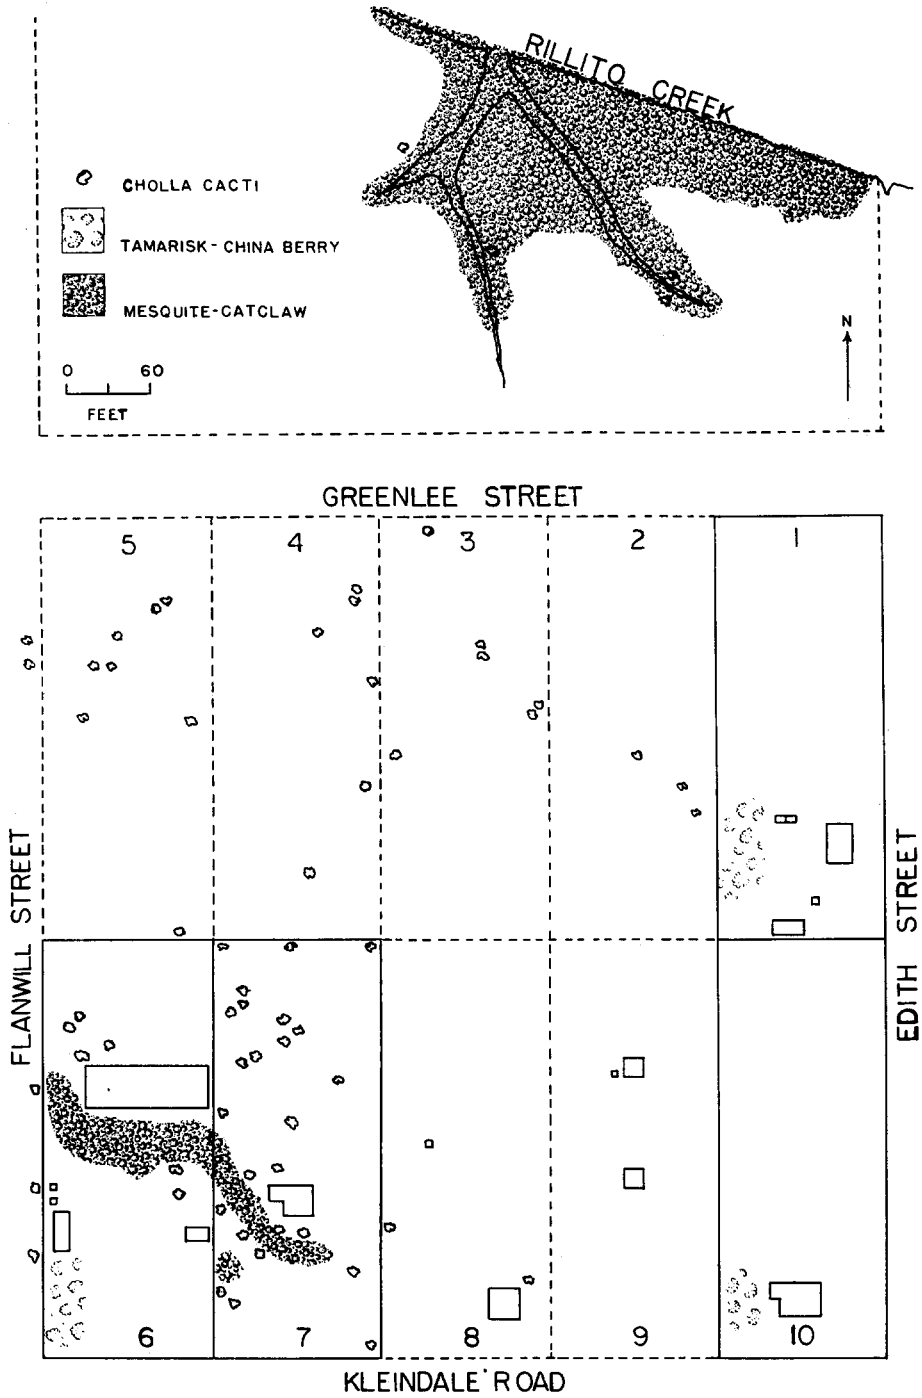 RILLITO CREEK
CHOLLA CACTI
TAMARISK-CHINA BERRY
MESQUITE-CATCLAW
0 60
FEET
N
GREENLEE STREET
5 4 3 2 1
FLANWILL STREET
EDITH STREET
6 7 8 9 10
KLEINDALE ROAD